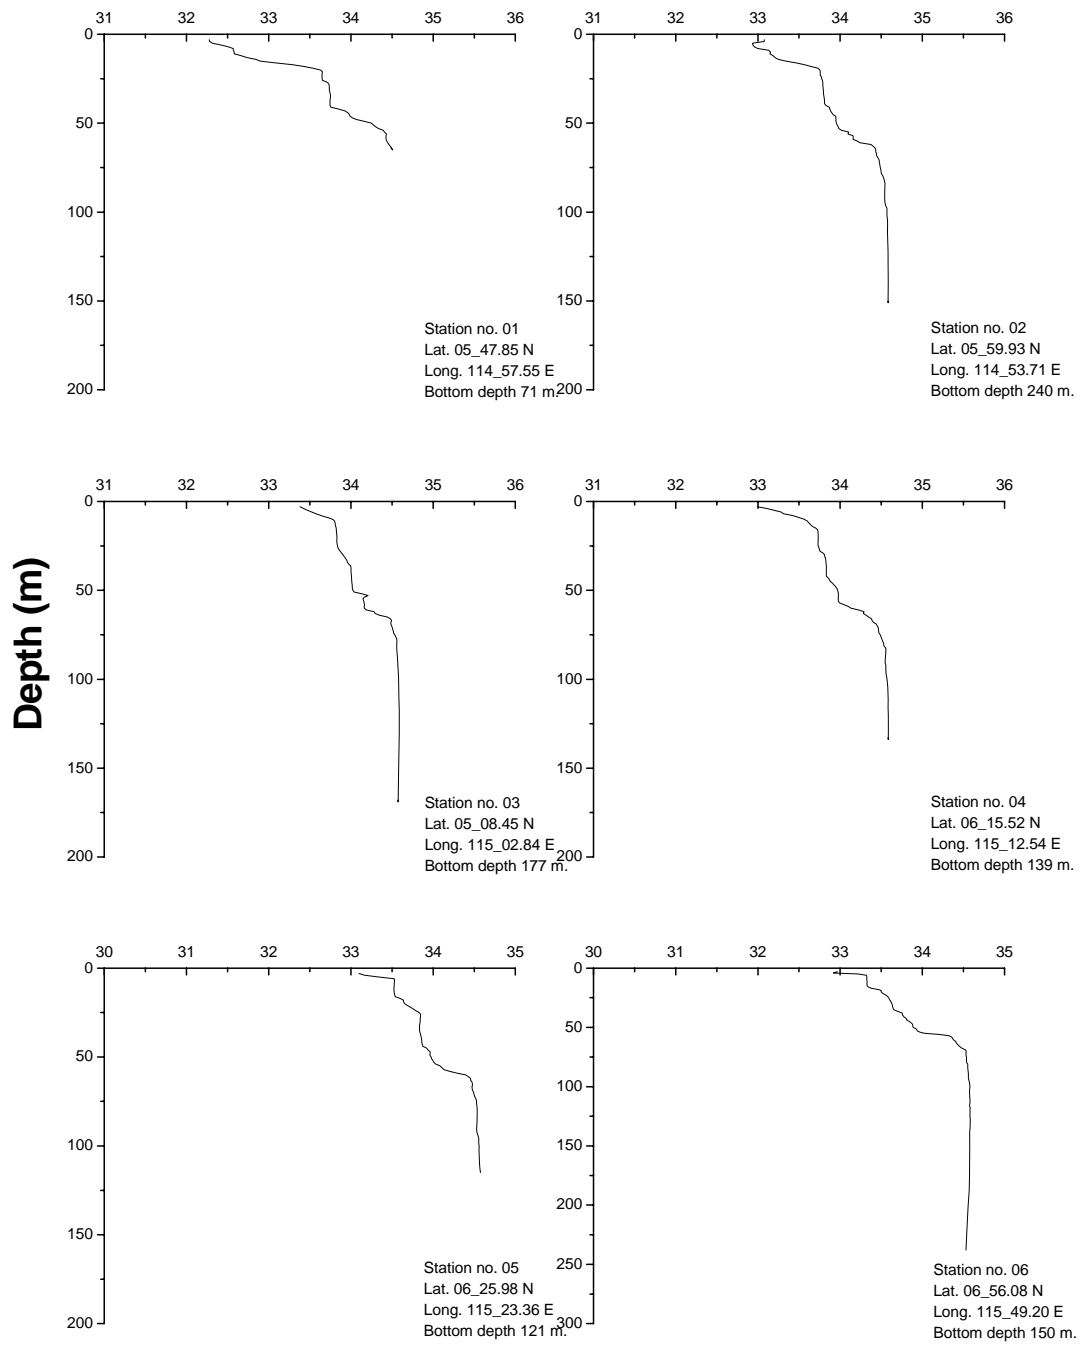 31 32 33 34 35 36
0
50
100
150
200
Station no. 01
Lat. 05_47.85 N
Long. 114_57.55 E
Bottom depth 71 m.
31 32 33 34 35 36
0
50
100
150
200
Station no. 02
Lat. 05_59.93 N
Long. 114_53.71 E
Bottom depth 240 m.
Depth (m)
31 32 33 34 35 36
0
50
100
150
200
Station no. 03
Lat. 05_08.45 N
Long. 115_02.84 E
Bottom depth 177 m.
31 32 33 34 35 36
0
50
100
150
200
Station no. 04
Lat. 06_15.52 N
Long. 115_12.54 E
Bottom depth 139 m.
30 31 32 33 34 35
0
50
100
150
200
Station no. 05
Lat. 06_25.98 N
Long. 115_23.36 E
Bottom depth 121 m.
30 31 32 33 34 35
0
50
100
150
200
250
300
Station no. 06
Lat. 06_56.08 N
Long. 115_49.20 E
Bottom depth 150 m.